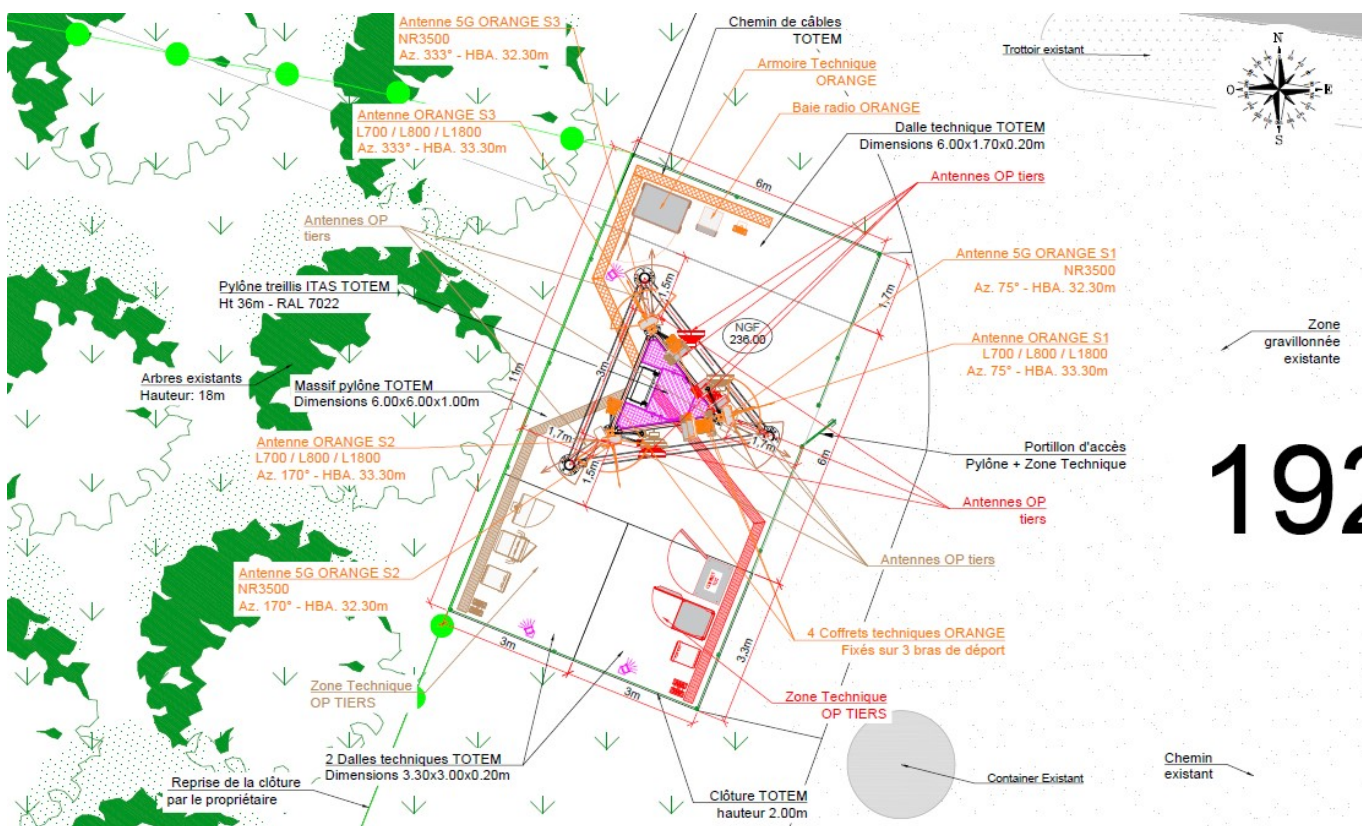 Antenne 5G ORANGE S3
NR3500
Az. 333° - HBA. 32.30m
Chemin de câbles
TOTEM
Armoire Technique
ORANGE
Baie radio ORANGE
Trottoir existant
N
O
E
S
Antenne ORANGE S3
L700 / L800 / L1800
Az. 333° - HBA. 33.30m
Dalle technique TOTEM
Dimensions 6.00x1.70x0.20m
Antennes OP tiers
6m
Antennes OP
tiers
Antenne 5G ORANGE S1
NR3500
Az. 75° - HBA. 32.30m
Pylône treillis ITAS TOTEM
Ht 36m - RAL 7022
1,5m
1,7m
NGF
236.00
Antenne ORANGE S1
L700 / L800 / L1800
Az. 75° - HBA. 33.30m
Zone
gravillonnée
existante
Arbres existants
Hauteur: 18m
11m
3m
Massif pylône TOTEM
Dimensions 6.00x6.00x1.00m
Antenne ORANGE S2
L700 / L800 / L1800
Az. 170° - HBA. 33.30m
1,7m
1,7m
1,5m
6m
Portillon d'accès
Pylône + Zone Technique
192
Antennes OP
tiers
Antennes OP tiers
Antenne 5G ORANGE S2
NR3500
Az. 170° - HBA. 32.30m
4 Coffrets techniques ORANGE
Fixés sur 3 bras de déport
3m
3,3m
3m
Zone Technique
OP TIERS
Zone Technique
OP TIERS
2 Dalles techniques TOTEM
Dimensions 3.30x3.00x0.20m
Reprise de la clôture
par le propriétaire
Clôture TOTEM
hauteur 2.00m
Container Existant
Chemin
existant